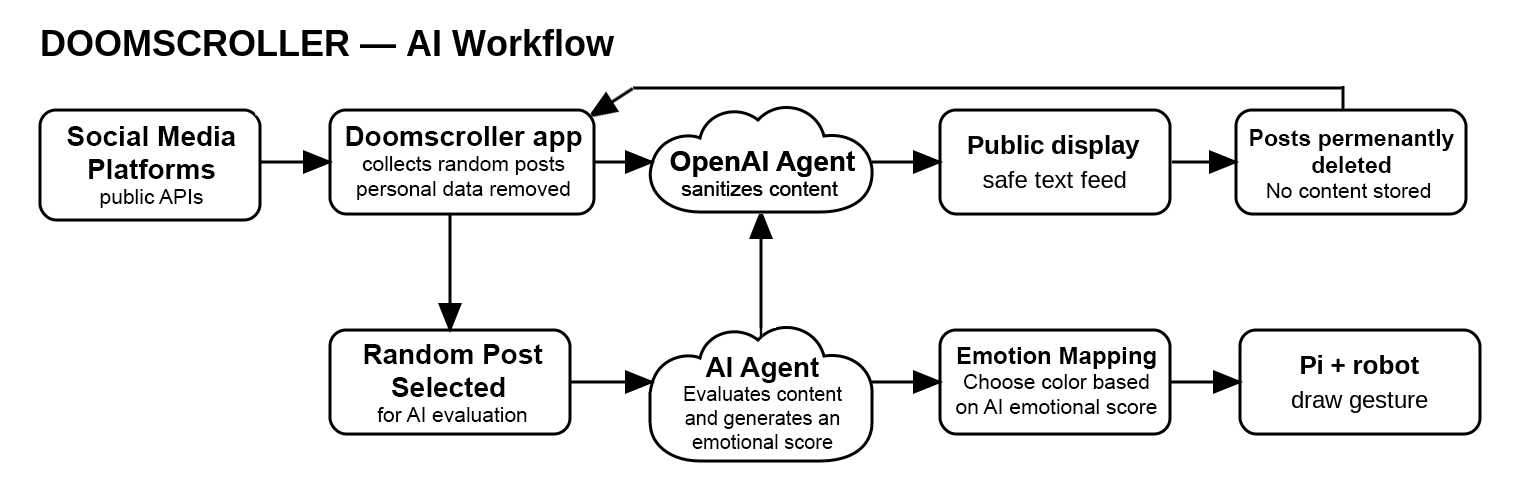 DOOMSCROLLER — AI Workflow
Social Media
Platforms
public APIs
Doomscroller app
collects random posts
personal data removed
OpenAI Agent
sanitizes content
Public display
safe text feed
Posts permenantly
deleted
No content stored
Random Post
Selected
for AI evaluation
AI Agent
Evaluates content
and generates an
emotional score
Emotion Mapping
Choose color based
on AI emotional score
Pi + robot
draw gesture